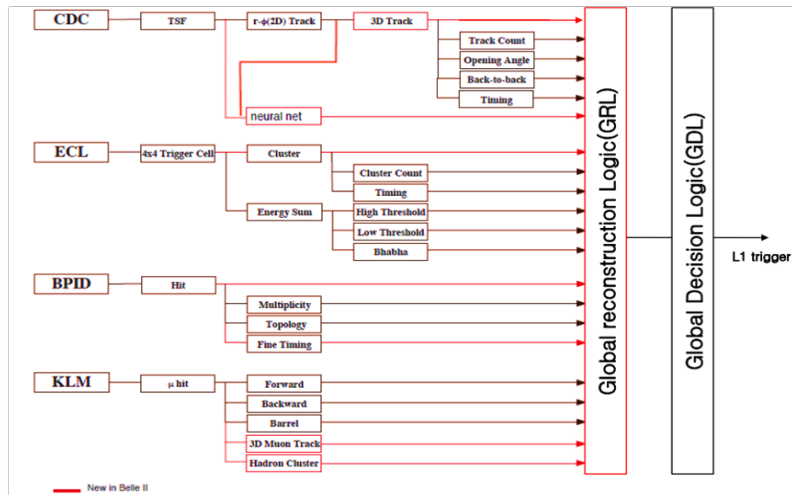 CDC
TSF
r-ϕ(2D) Track
3D Track
Track Count
Opening Angle
Back-to-back
Timing
neural net
ECL
4x4 Trigger Cell
Cluster
Cluster Count
Timing
Energy Sum
High Threshold
Low Threshold
Bhabha
BPID
Hit
Multiplicity
Topology
Fine Timing
KLM
μ hit
Forward
Backward
Barrel
3D Muon Track
Hadron Cluster
Global reconstruction Logic(GRL)
Global Decision Logic(GDL)
L1 trigger
New in Belle II